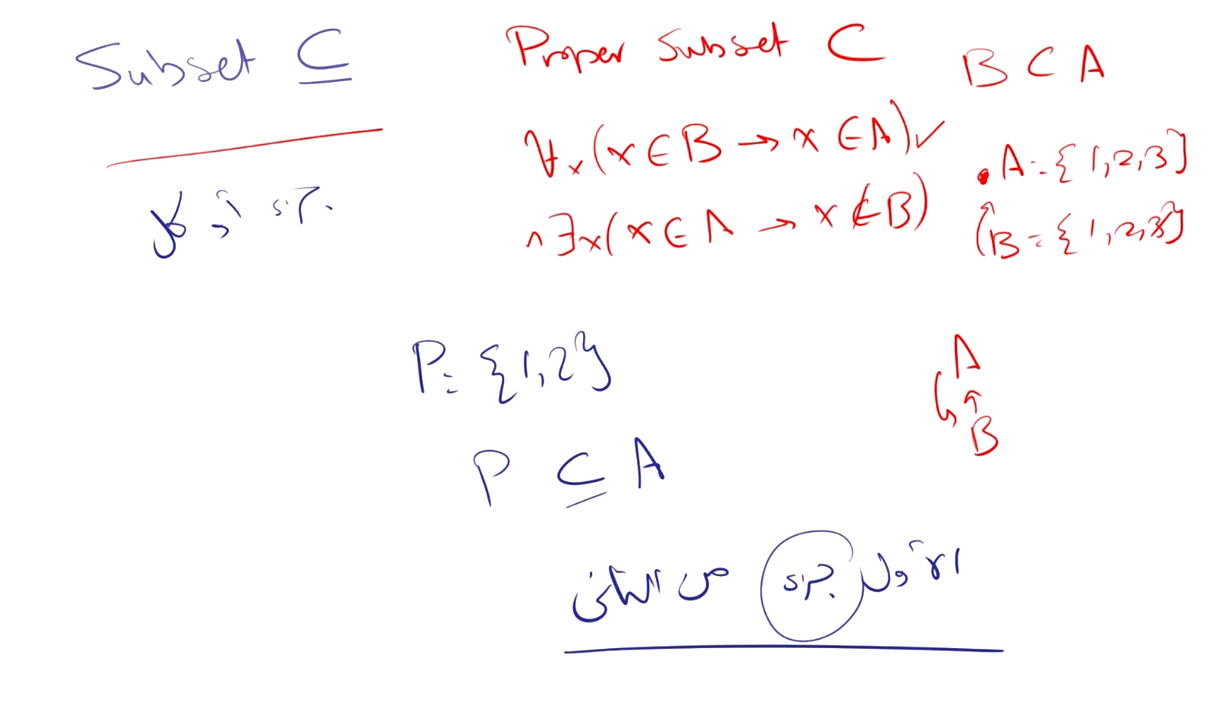 Subset ⊆
Proper Subset ⊂
B ⊂ A
∀x(x ∈ B → x ∈ A) ✓
∧ ∃x(x ∈ A → x ∉ B)
A = { 1, 2, 3 }
B = { 1, 2, 3 }
جزء أو كل
P = {1, 2}
P ⊆ A
A
B
الأول جزء من الثاني